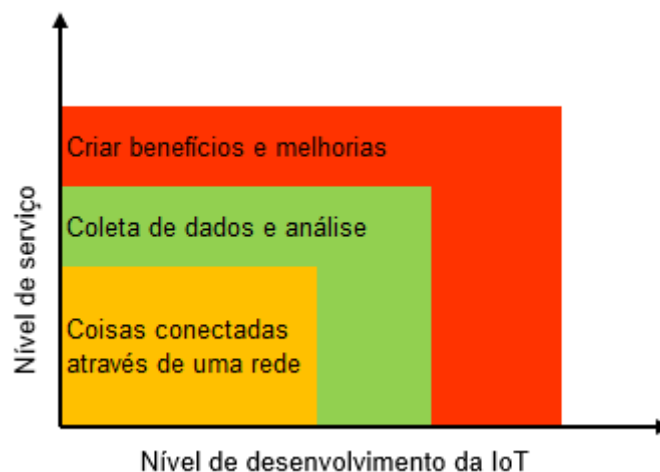 Criar benefícios e melhorias
Coleta de dados e análise
Coisas conectadas
através de uma rede
Nível de serviço
Nível de desenvolvimento da IoT